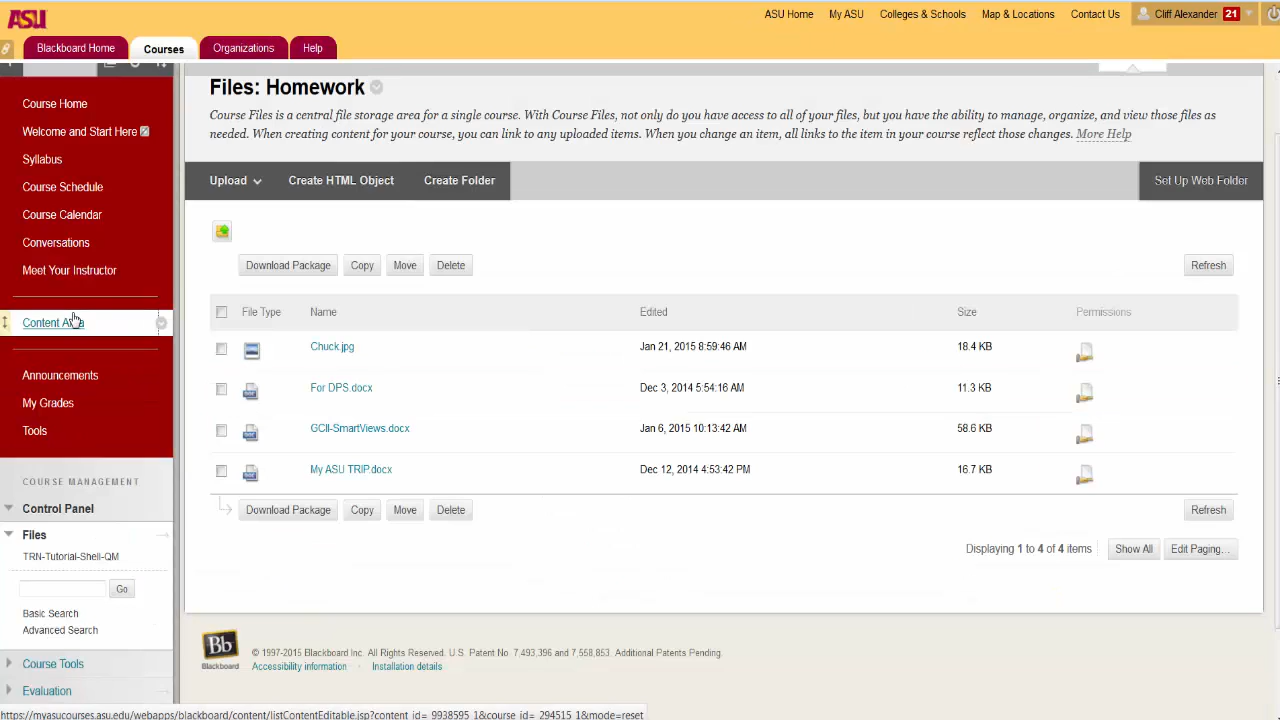 ASU
ASU Home
My ASU
Colleges & Schools
Map & Locations
Contact Us
Cliff Alexander 21
Blackboard Home
Courses
Organizations
Help
Course Home
Welcome and Start Here
Syllabus
Course Schedule
Course Calendar
Conversations
Meet Your Instructor
Content Area
Announcements
My Grades
Tools
COURSE MANAGEMENT
Control Panel
Files
TRN-Tutorial-Shell-QM
Go
Basic Search
Advanced Search
Course Tools
Evaluation
Files: Homework
Course Files is a central file storage area for a single course. With Course Files, not only do you have access to all of your files, but you have the ability to manage, organize, and view those files as
needed. When creating content for your course, you can link to any uploaded items. When you change an item, all links to the item in your course reflect those changes. More Help
Upload
Create HTML Object
Create Folder
Set Up Web Folder
Download Package
Copy
Move
Delete
Refresh
File Type Name Edited Size Permissions
Chuck.jpg Jan 21, 2015 8:59:46 AM 18.4 KB
For DPS.docx Dec 3, 2014 5:54:16 AM 11.3 KB
GCII-SmartViews.docx Jan 6, 2015 10:13:42 AM 58.6 KB
My ASU TRIP.docx Dec 12, 2014 4:53:42 PM 16.7 KB
Download Package
Copy
Move
Delete
Refresh
Displaying 1 to 4 of 4 items
Show All
Edit Paging...
Bb
Blackboard
© 1997-2015 Blackboard Inc. All Rights Reserved. U.S. Patent No. 7,493,396 and 7,558,853. Additional Patents Pending.
Accessibility information · Installation details
https://myasucourses.asu.edu/webapps/blackboard/content/listContentEditable.jsp?content_id=_9938595_1&course_id=_294515_1&mode=reset